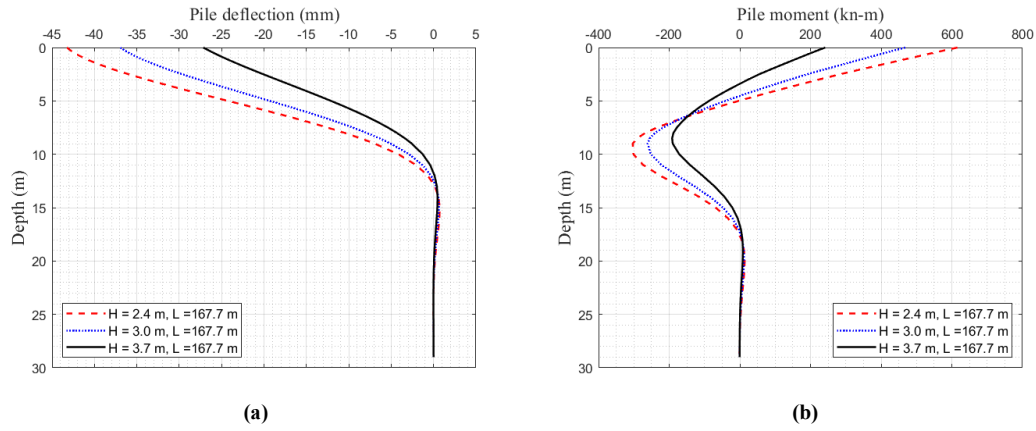 Pile deflection (mm)
-45 -40 -35 -30 -25 -20 -15 -10 -5 0 5
0
5
10
15
20
25
30
Depth (m)
H = 2.4 m, L =167.7 m
H = 3.0 m, L =167.7 m
H = 3.7 m, L =167.7 m
(a)
Pile moment (kn-m)
-400 -200 0 200 400 600 800
0
5
10
15
20
25
30
Depth (m)
H = 2.4 m, L =167.7 m
H = 3.0 m, L =167.7 m
H = 3.7 m, L =167.7 m
(b)